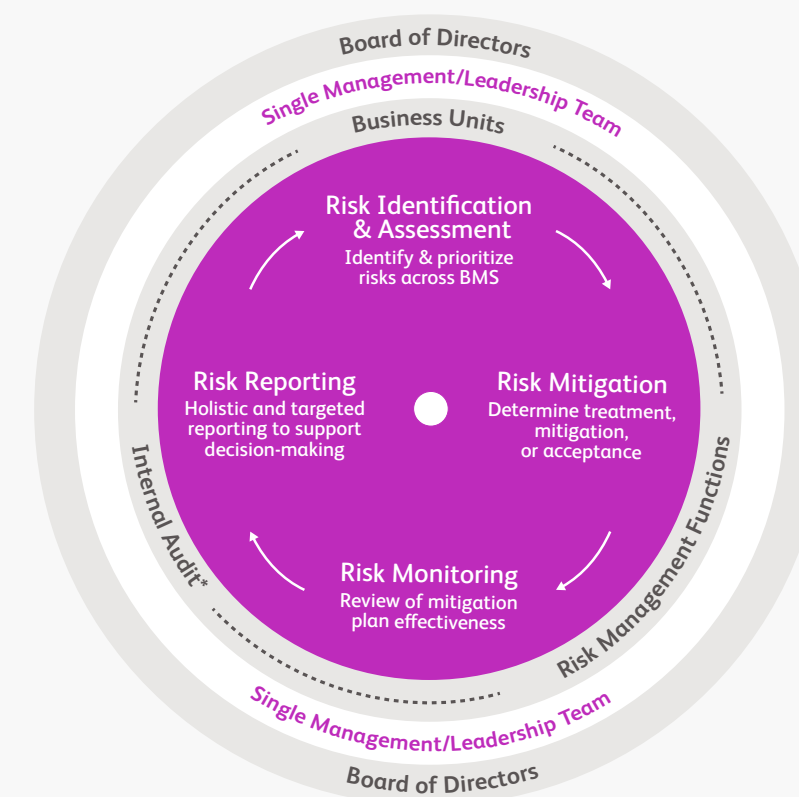 Board of Directors
Single Management/Leadership Team
Business Units
Risk Identification
& Assessment
Identify & prioritize
risks across BMS
Risk Reporting
Holistic and targeted
reporting to support
decision-making
Risk Mitigation
Determine treatment,
mitigation,
or acceptance
Internal Audit*
Risk Management Functions
Risk Monitoring
Review of mitigation
plan effectiveness
Single Management/Leadership Team
Board of Directors